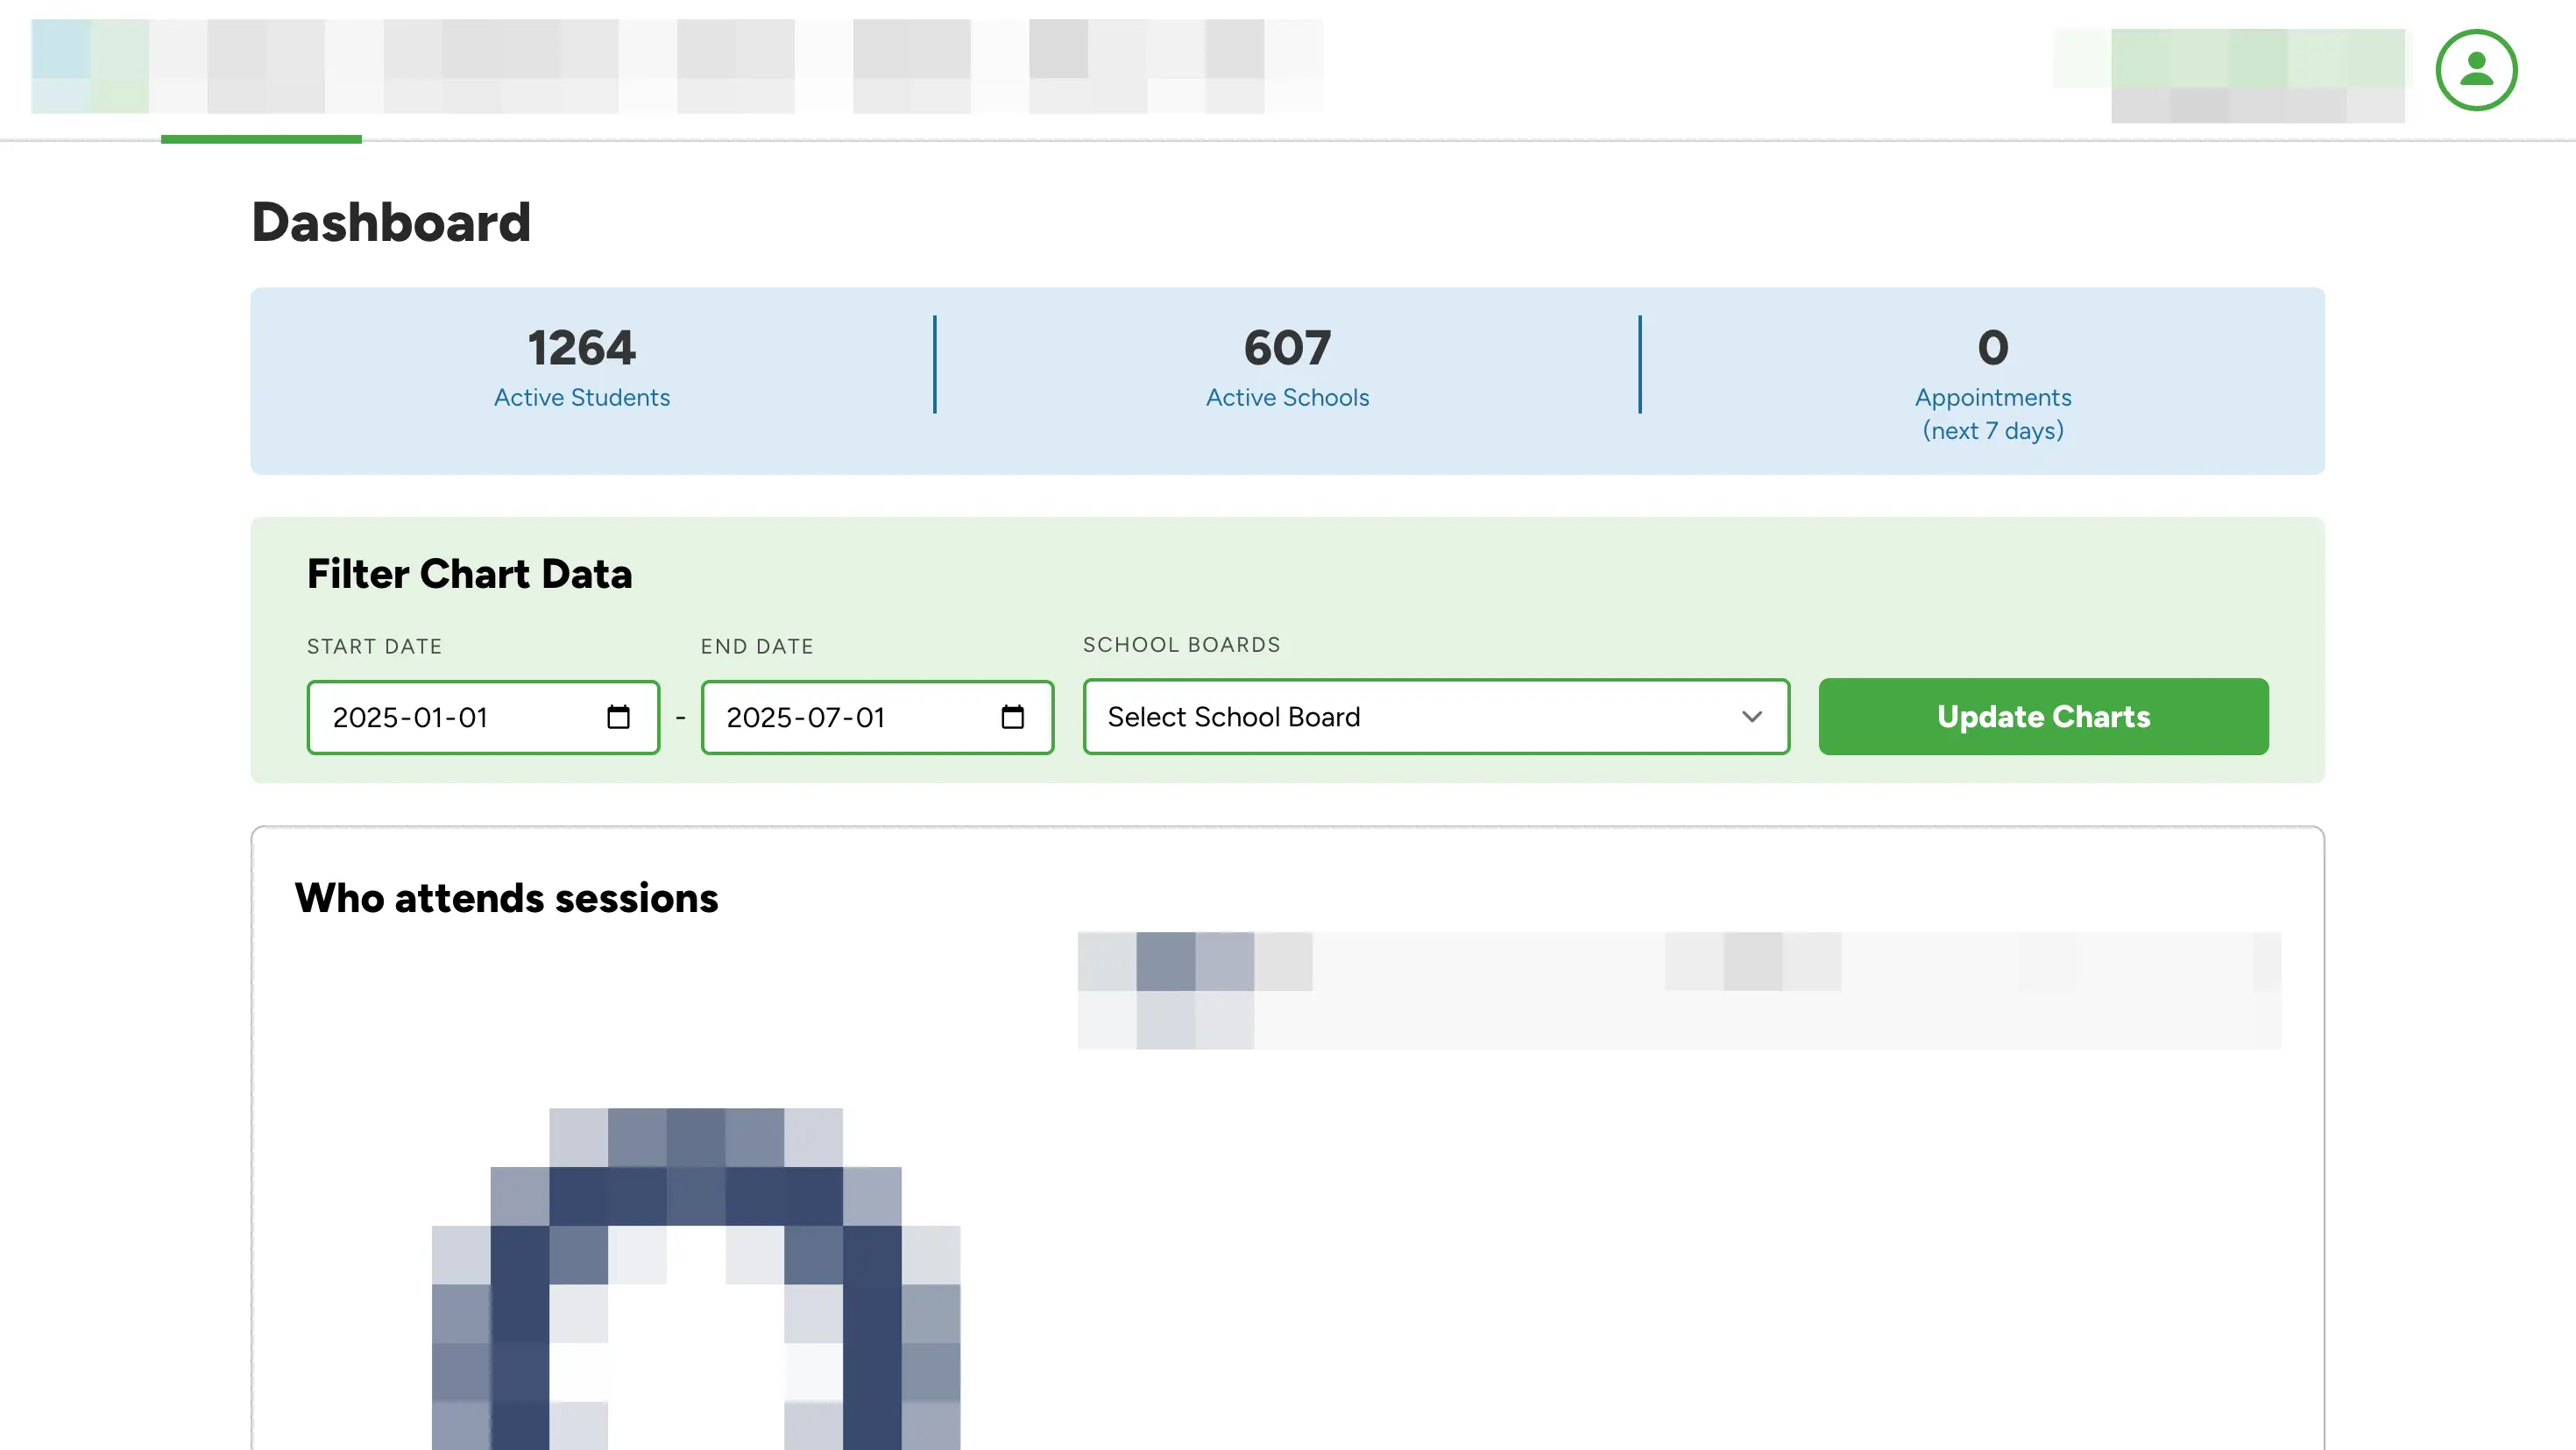 Dashboard
1264
Active Students
607
Active Schools
0
Appointments
(next 7 days)
Filter Chart Data
START DATE
END DATE
SCHOOL BOARDS
2025-01-01
-
2025-07-01
Select School Board
Update Charts
Who attends sessions